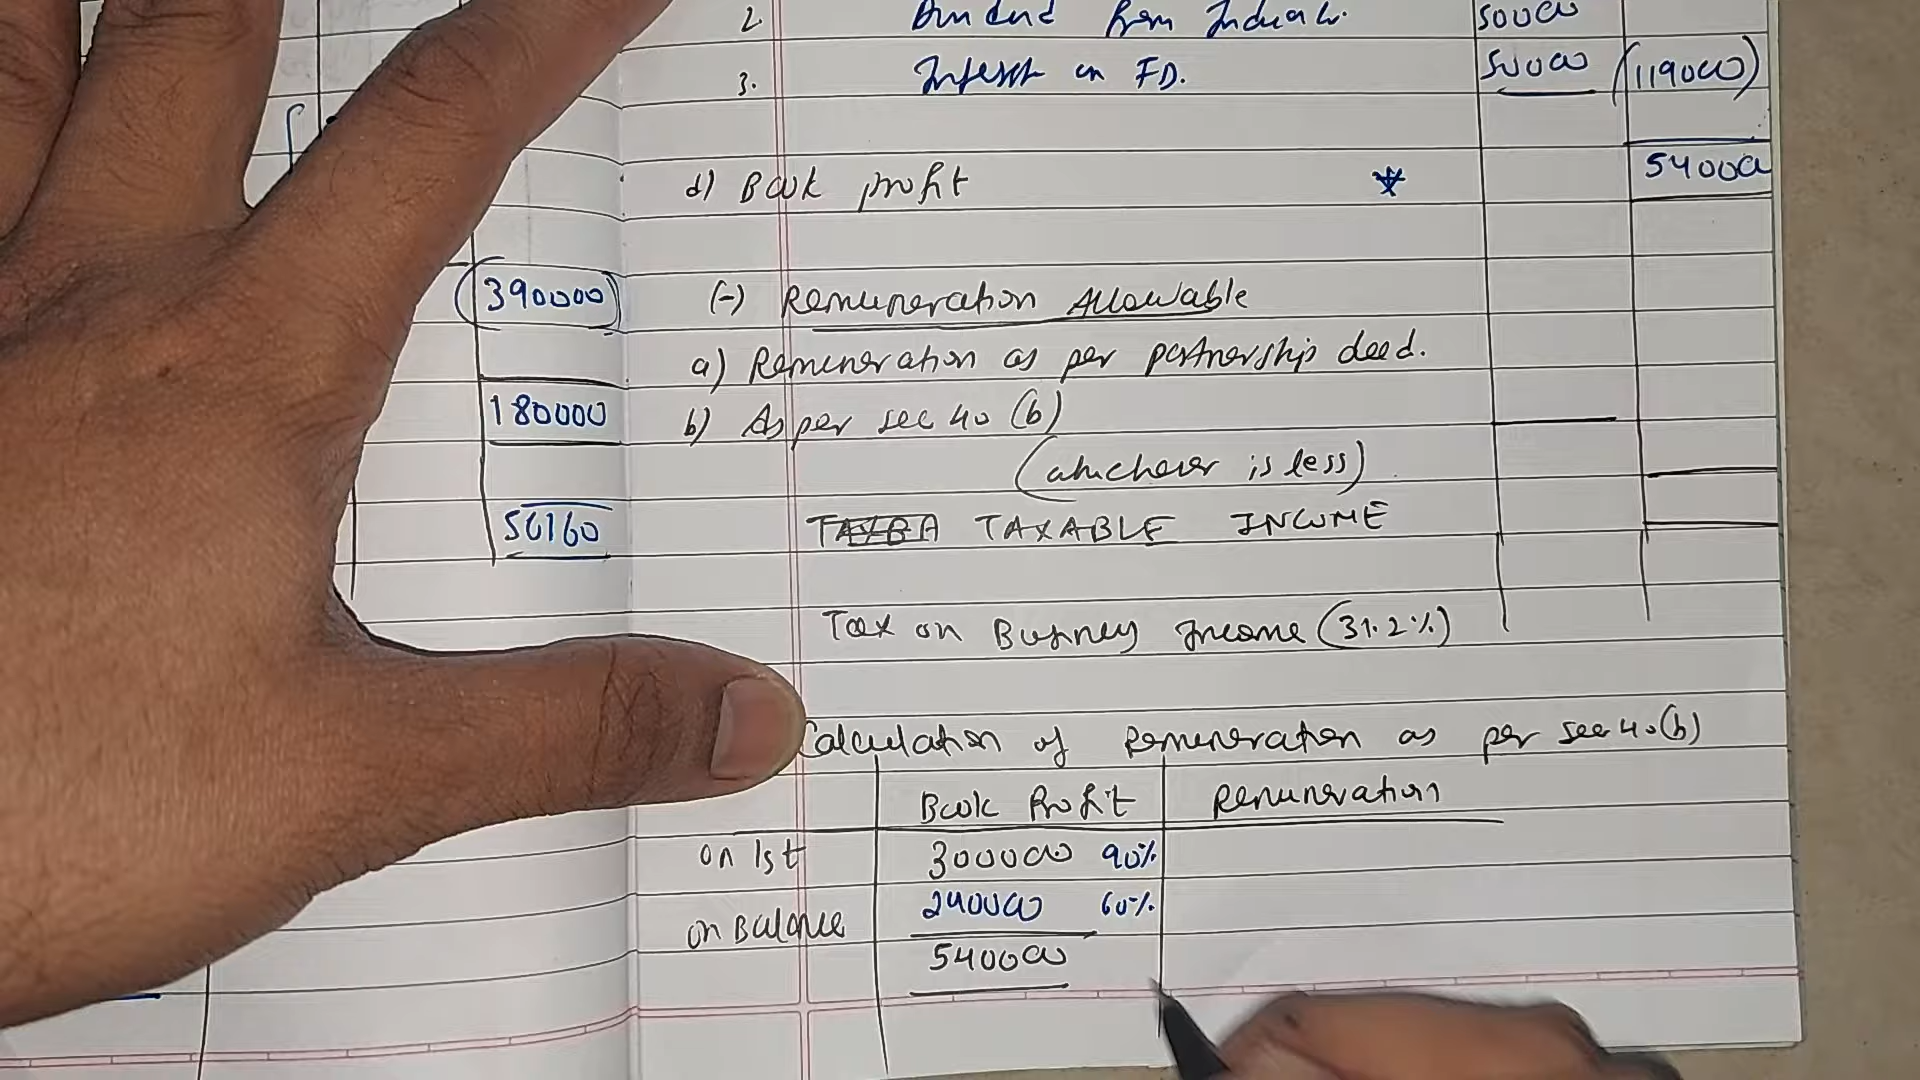 2. Dividend from Indian Co. 50000
3. Interest on FD. 50000 (119000)
d) Book profit 540000
(390000) (-) Remuneration Allowable
a) Remuneration as per partnership deed.
180000 b) As per sec 40 (b)
(whichever is less)
56160 TAXABLE INCOME
Tax on Business Income (31.2%)
Calculation of Remuneration as per sec 40(b)
Book Profit Remuneration
on 1st 300000 90%
on Balance 240000 60%
540000